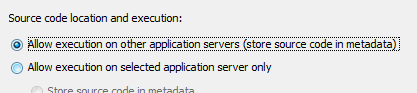 Source code location and execution:
Allow execution on other application servers (store source code in metadata)
Allow execution on selected application server only
Store source code in metadata